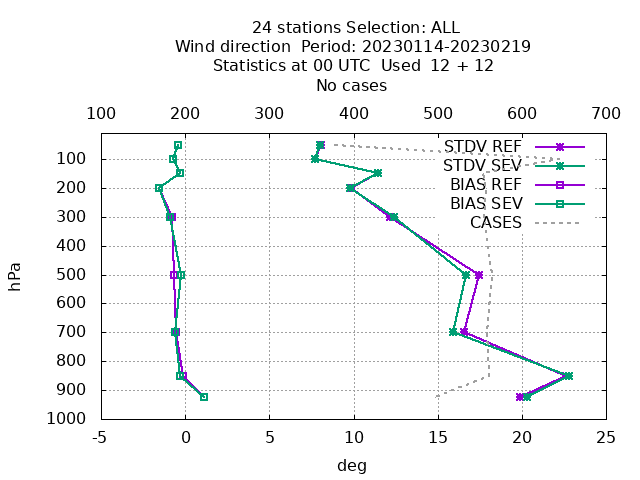 24 stations Selection: ALL
Wind direction  Period: 20230114-20230219
Statistics at 00 UTC  Used  12 + 12
No cases
100 200 300 400 500 600 700
STDV REF
STDV SEV
BIAS REF
BIAS SEV
CASES
hPa
100
200
300
400
500
600
700
800
900
1000
-5 0 5 10 15 20 25
deg